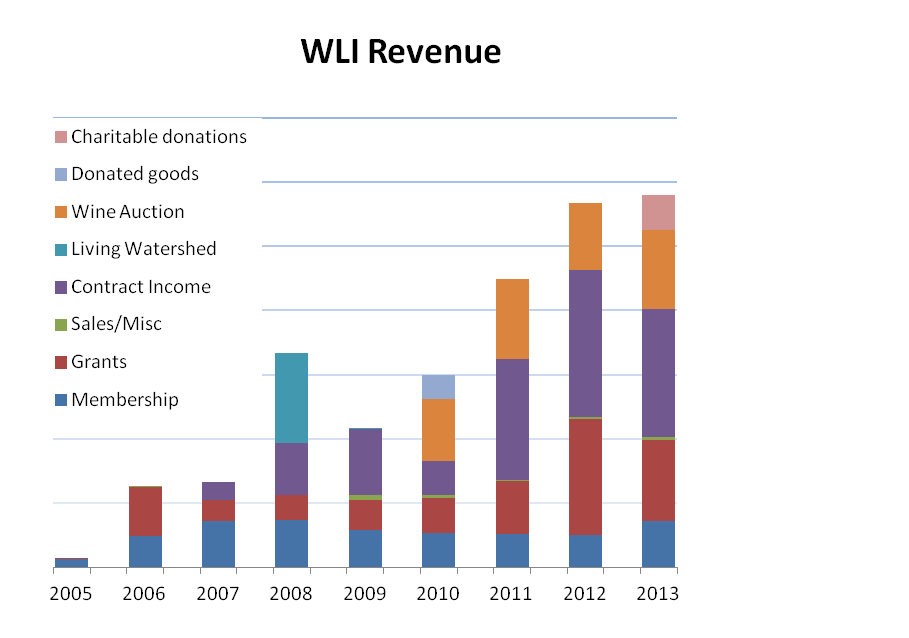 WLI Revenue
Charitable donations
Donated goods
Wine Auction
Living Watershed
Contract Income
Sales/Misc
Grants
Membership
2005 2006 2007 2008 2009 2010 2011 2012 2013